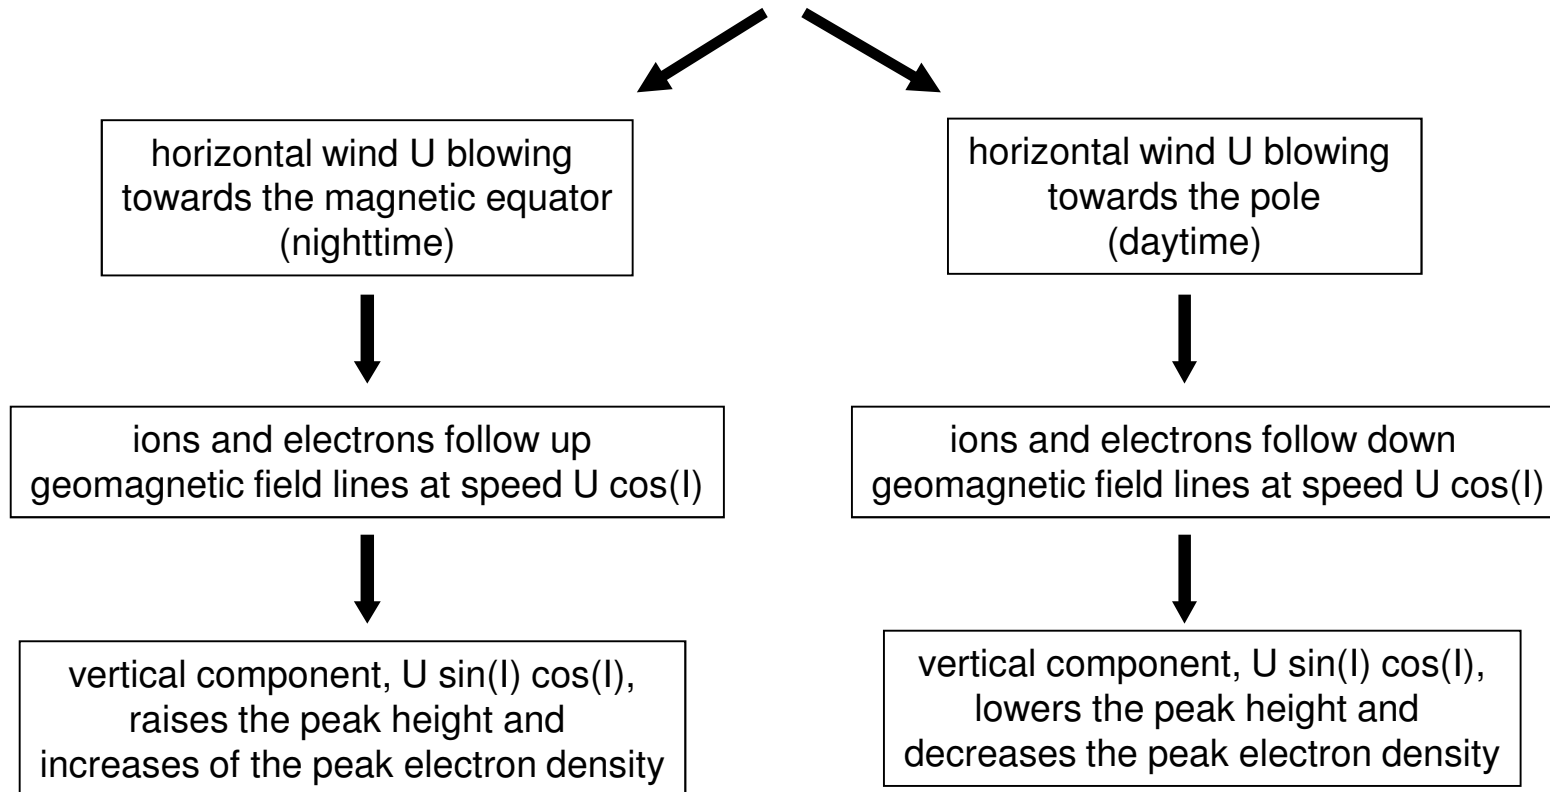 horizontal wind U blowing
towards the magnetic equator
(nighttime)
horizontal wind U blowing
towards the pole
(daytime)
ions and electrons follow up
geomagnetic field lines at speed U cos(I)
ions and electrons follow down
geomagnetic field lines at speed U cos(I)
vertical component, U sin(I) cos(I),
raises the peak height and
increases of the peak electron density
vertical component, U sin(I) cos(I),
lowers the peak height and
decreases the peak electron density